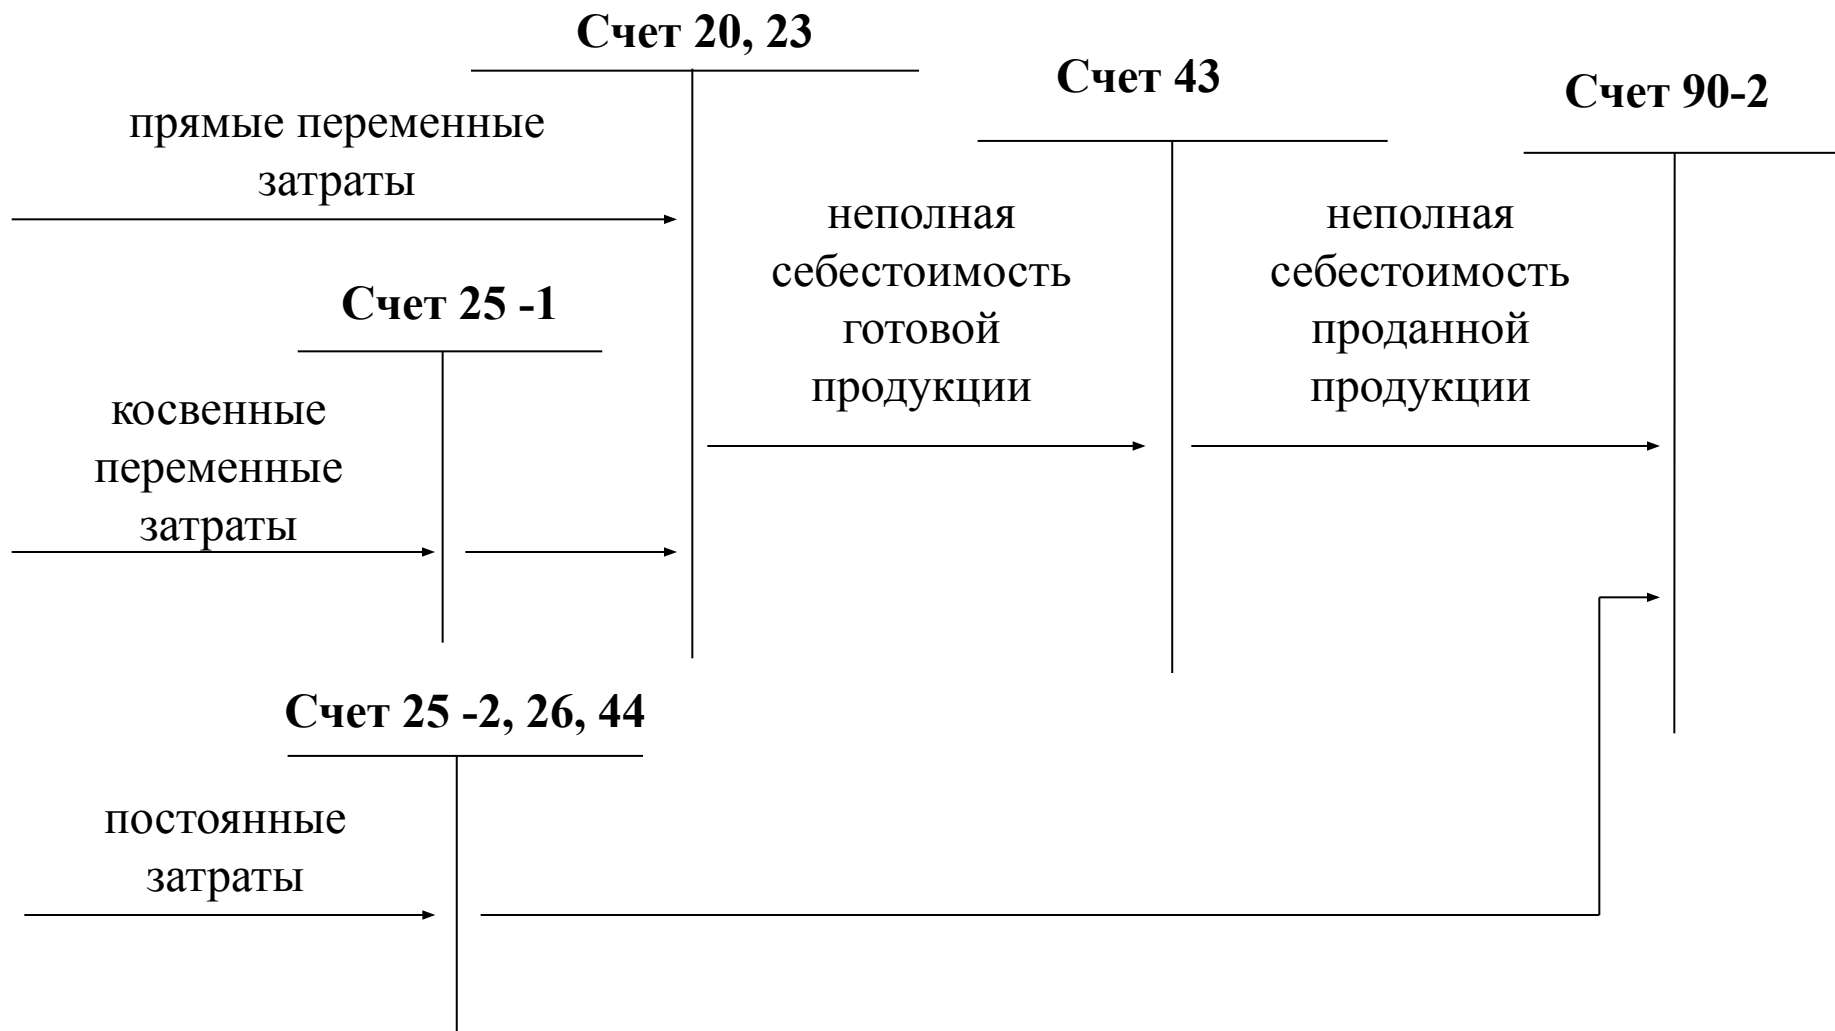 Счет 20, 23
Счет 43
Счет 90-2
прямые переменные
затраты
неполная
себестоимость
готовой
продукции
неполная
себестоимость
проданной
продукции
Счет 25 -1
косвенные
переменные
затраты
Счет 25 -2, 26, 44
постоянные
затраты